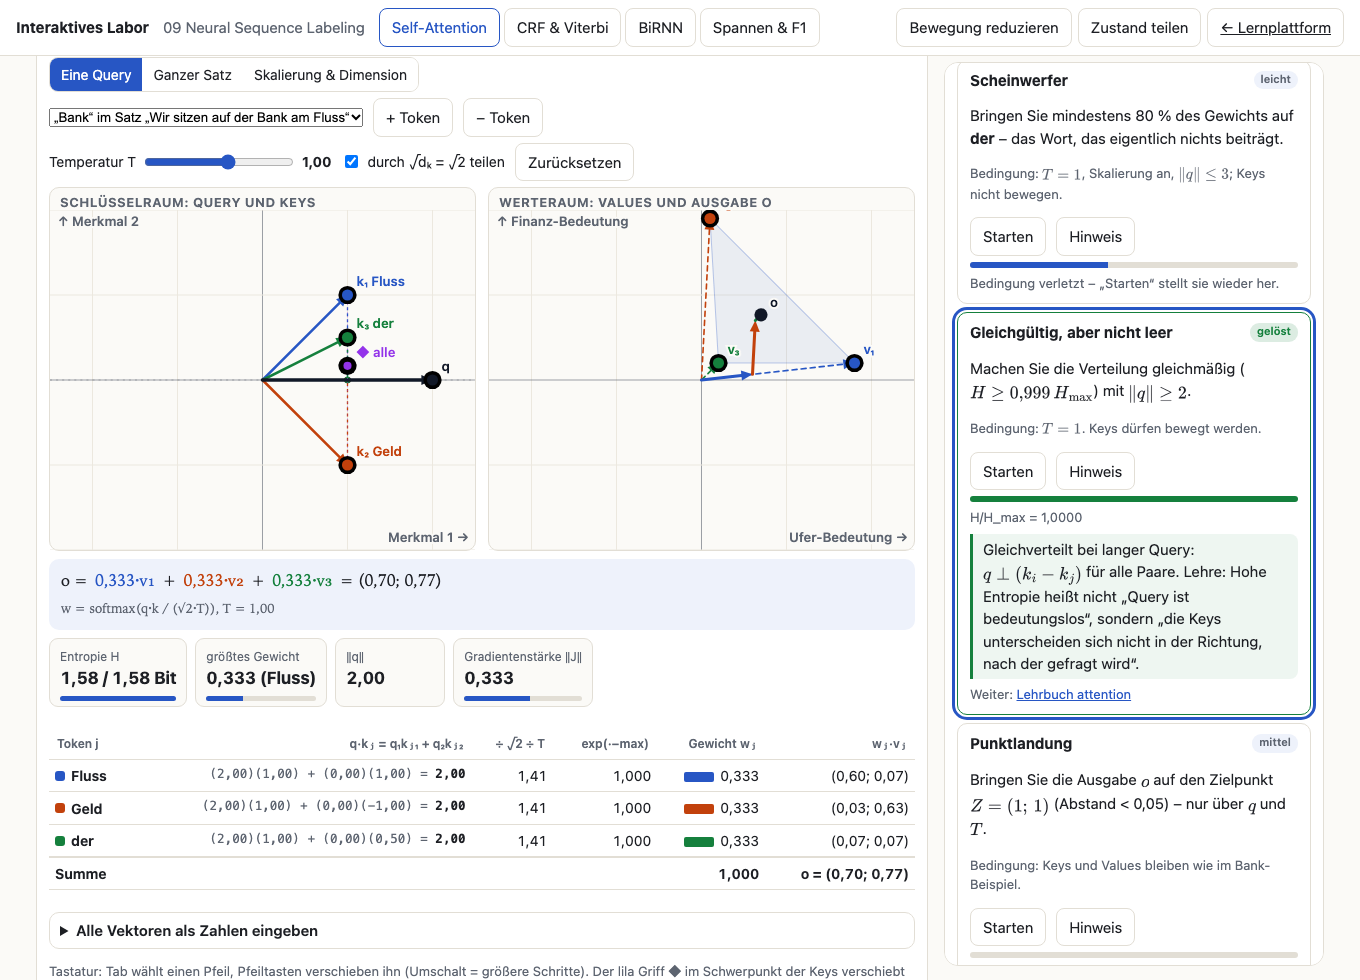 Interaktives Labor 09 Neural Sequence Labeling Self-Attention CRF & Viterbi BiRNN Spannen & F1 Bewegung reduzieren Zustand teilen ← Lernplattform
Eine Query Ganzer Satz Skalierung & Dimension
„Bank“ im Satz „Wir sitzen auf der Bank am Fluss“ + Token − Token
Temperatur T 1,00 durch √dₖ = √2 teilen Zurücksetzen
SCHLÜSSELRAUM: QUERY UND KEYS
↑ Merkmal 2
k₁ Fluss
k₃ der
◆ alle
q
k₂ Geld
Merkmal 1 →
WERTERAUM: VALUES UND AUSGABE O
↑ Finanz-Bedeutung
o
v₃
v₁
Ufer-Bedeutung →
o = 0,333·v₁ + 0,333·v₂ + 0,333·v₃ = (0,70; 0,77)
w = softmax(q·k / (√2·T)), T = 1,00
Entropie H
1,58 / 1,58 Bit
größtes Gewicht
0,333 (Fluss)
‖q‖
2,00
Gradientenstärke ‖J‖
0,333
Token j q·kⱼ = q₁kⱼ₁ + q₂kⱼ₂ ÷ √2 ÷ T exp(·−max) Gewicht wⱼ wⱼ·vⱼ
Fluss (2,00)(1,00) + (0,00)(1,00) = 2,00 1,41 1,000 0,333 (0,60; 0,07)
Geld (2,00)(1,00) + (0,00)(-1,00) = 2,00 1,41 1,000 0,333 (0,03; 0,63)
der (2,00)(1,00) + (0,00)(0,50) = 2,00 1,41 1,000 0,333 (0,07; 0,07)
Summe 1,000 o = (0,70; 0,77)
▶ Alle Vektoren als Zahlen eingeben
Tastatur: Tab wählt einen Pfeil, Pfeiltasten verschieben ihn (Umschalt = größere Schritte). Der lila Griff ◆ im Schwerpunkt der Keys verschiebt
Scheinwerfer leicht
Bringen Sie mindestens 80 % des Gewichts auf
der – das Wort, das eigentlich nichts beiträgt.
Bedingung: T = 1, Skalierung an, ‖q‖ ≤ 3; Keys
nicht bewegen.
Starten Hinweis
Bedingung verletzt – „Starten“ stellt sie wieder her.
Gleichgültig, aber nicht leer gelöst
Machen Sie die Verteilung gleichmäßig (
H ≥ 0,999 Hmax) mit ‖q‖ ≥ 2.
Bedingung: T = 1. Keys dürfen bewegt werden.
Starten Hinweis
H/H_max = 1,0000
Gleichverteilt bei langer Query:
q ⊥ (kᵢ − kⱼ) für alle Paare. Lehre: Hohe
Entropie heißt nicht „Query ist
bedeutungslos“, sondern „die Keys
unterscheiden sich nicht in der Richtung,
nach der gefragt wird“.
Weiter: Lehrbuch attention
Punktlandung mittel
Bringen Sie die Ausgabe o auf den Zielpunkt
Z = (1; 1) (Abstand < 0,05) – nur über q und
T.
Bedingung: Keys und Values bleiben wie im Bank-
Beispiel.
Starten Hinweis